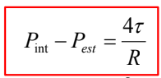 P_int − P_est = 4τ / R